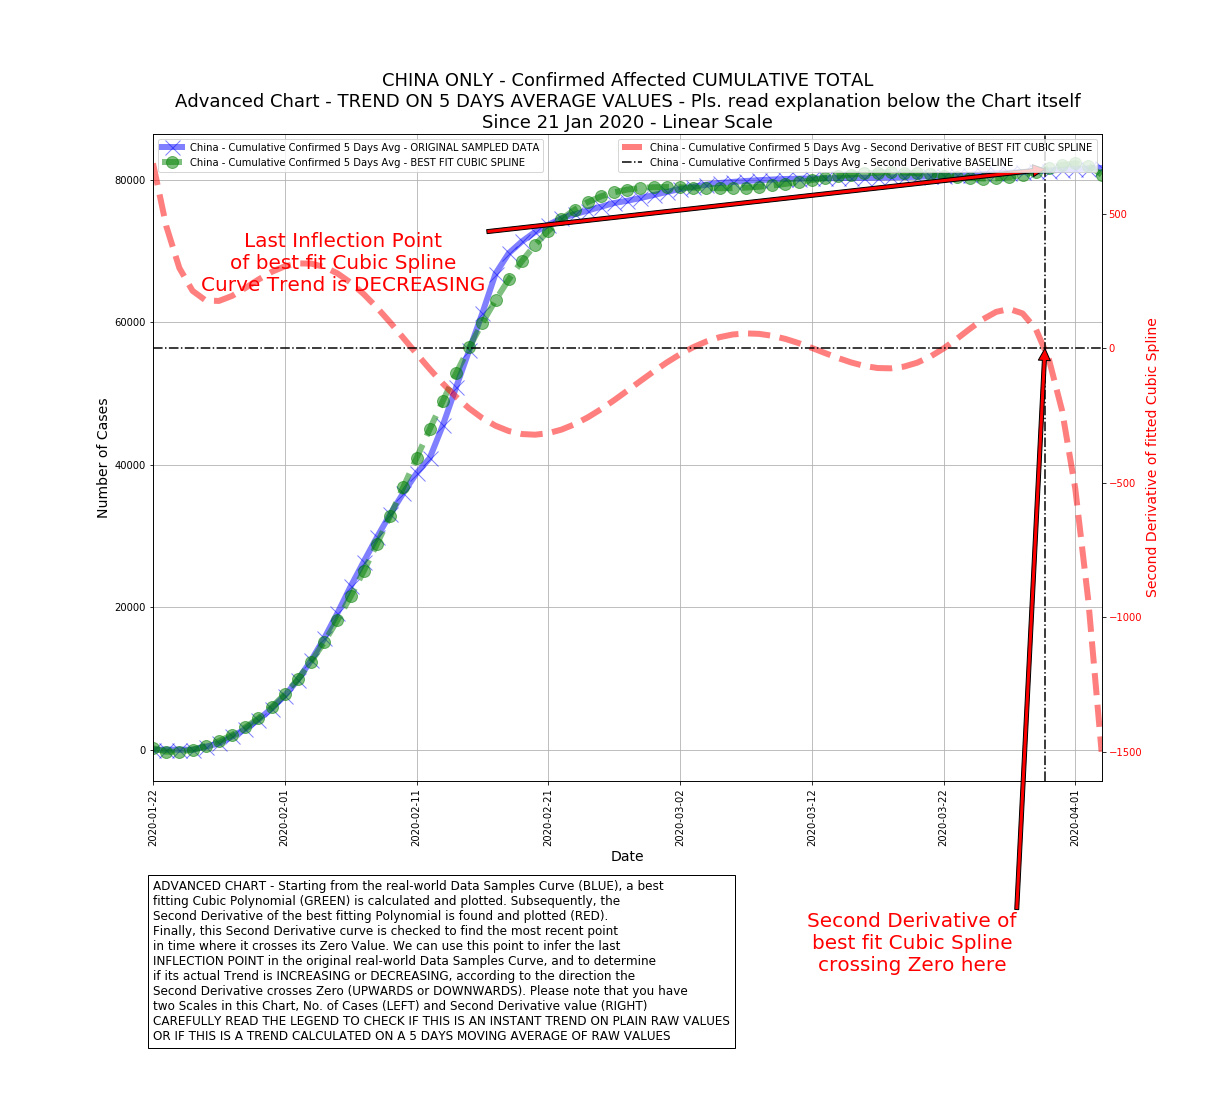 CHINA ONLY - Confirmed Affected CUMULATIVE TOTAL
Advanced Chart - TREND ON 5 DAYS AVERAGE VALUES - Pls. read explanation below the Chart itself
Since 21 Jan 2020 - Linear Scale
China - Cumulative Confirmed 5 Days Avg - ORIGINAL SAMPLED DATA
China - Cumulative Confirmed 5 Days Avg - BEST FIT CUBIC SPLINE
China - Cumulative Confirmed 5 Days Avg - Second Derivative of BEST FIT CUBIC SPLINE
China - Cumulative Confirmed 5 Days Avg - Second Derivative BASELINE
Last Inflection Point
of best fit Cubic Spline
Curve Trend is DECREASING
Number of Cases
80000
60000
40000
20000
0
500
0
−500
−1000
−1500
Second Derivative of fitted Cubic Spline
2020-01-22
2020-02-01
2020-02-11
2020-02-21
2020-03-02
2020-03-12
2020-03-22
2020-04-01
Date
Second Derivative of
best fit Cubic Spline
crossing Zero here
ADVANCED CHART - Starting from the real-world Data Samples Curve (BLUE), a best
fitting Cubic Polynomial (GREEN) is calculated and plotted. Subsequently, the
Second Derivative of the best fitting Polynomial is found and plotted (RED).
Finally, this Second Derivative curve is checked to find the most recent point
in time where it crosses its Zero Value. We can use this point to infer the last
INFLECTION POINT in the original real-world Data Samples Curve, and to determine
if its actual Trend is INCREASING or DECREASING, according to the direction the
Second Derivative crosses Zero (UPWARDS or DOWNWARDS). Please note that you have
two Scales in this Chart, No. of Cases (LEFT) and Second Derivative value (RIGHT)
CAREFULLY READ THE LEGEND TO CHECK IF THIS IS AN INSTANT TREND ON PLAIN RAW VALUES
OR IF THIS IS A TREND CALCULATED ON A 5 DAYS MOVING AVERAGE OF RAW VALUES